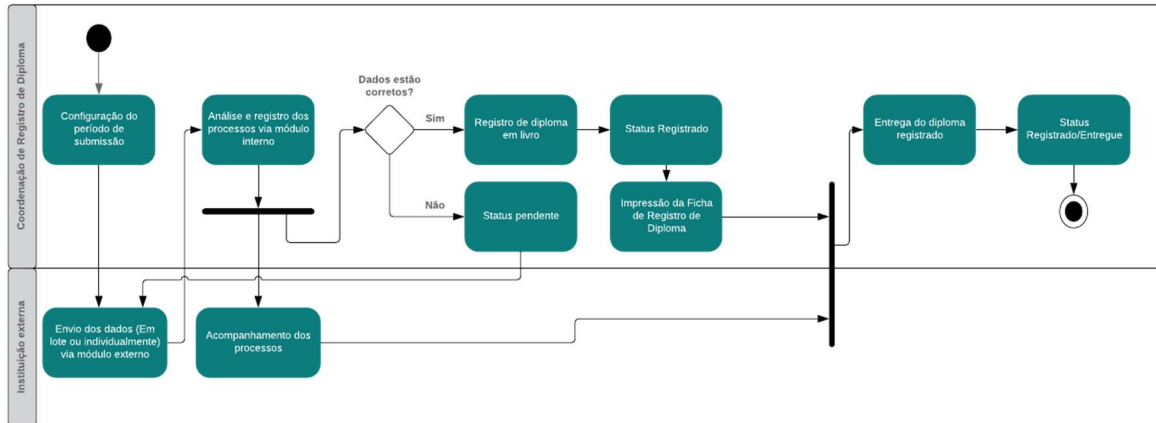 Coordenação de Registro de Diploma
Configuração do
período de
submissão
Análise e registro dos
processos via módulo
interno
Dados estão
corretos?
Sim
Não
Registro de diploma
em livro
Status pendente
Status Registrado
Impressão da Ficha
de Registro de
Diploma
Entrega do diploma
registrado
Status
Registrado/Entregue
Instituição externa
Envio dos dados (Em
lote ou individualmente)
via módulo externo
Acompanhamento dos
processos